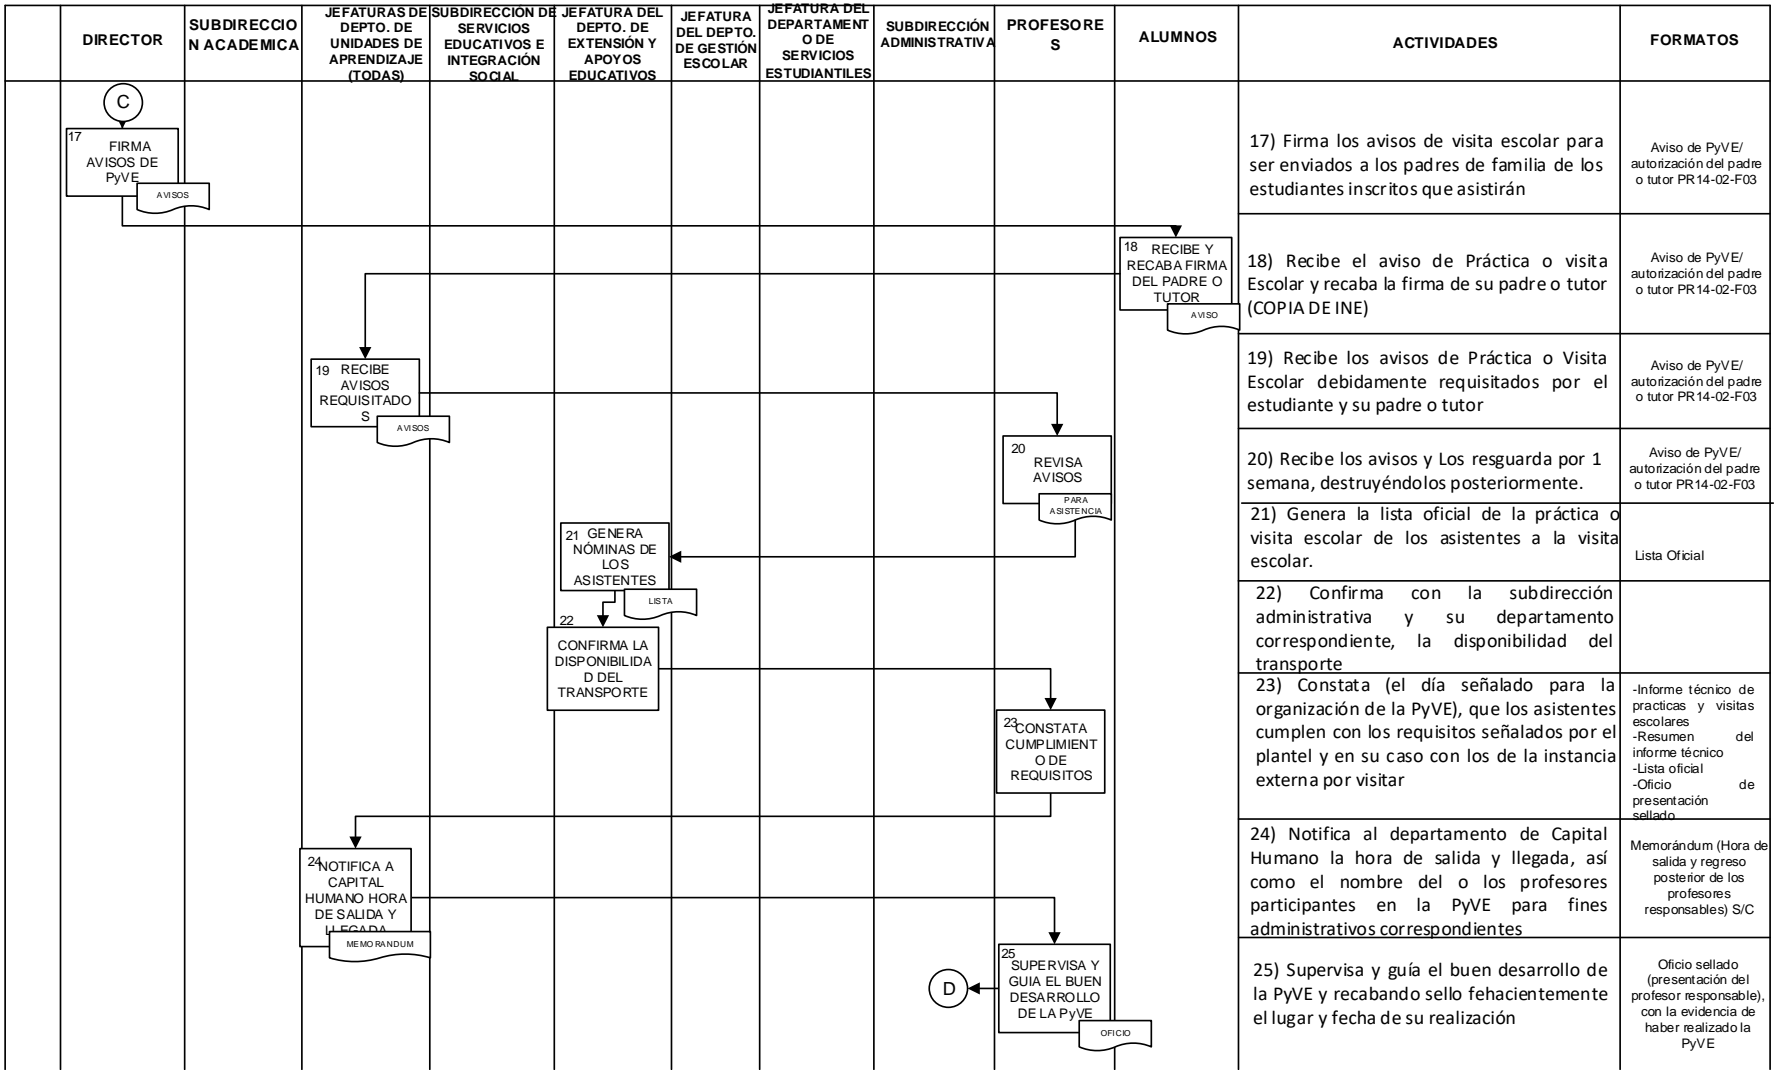 DIRECTOR
SUBDIRECCIO
N ACADEMICA
JEFATURAS DE
DEPTO. DE
UNIDADES DE
APRENDIZAJE
(TODAS)
SUBDIRECCIÓN DE
SERVICIOS
EDUCATIVOS E
INTEGRACIÓN
SOCIAL
JEFATURA DEL
DEPTO. DE
EXTENSIÓN Y
APOYOS
EDUCATIVOS
JEFATURA
DEL DEPTO.
DE GESTIÓN
ESCOLAR
JEFATURA DEL
DEPARTAMENT
O DE
SERVICIOS
ESTUDIANTILES
SUBDIRECCIÓN
ADMINISTRATIVA
PROFESORE
S
ALUMNOS
ACTIVIDADES
FORMATOS
C
17
FIRMA
AVISOS DE
PyVE
AVISOS
17) Firma los avisos de visita escolar para
ser enviados a los padres de familia de los
estudiantes inscritos que asistirán
Aviso de PyVE/
autorización del padre
o tutor PR14-02-F03
18 RECIBE Y
RECABA FIRMA
DEL PADRE O
TUTOR
AVISO
18) Recibe el aviso de Práctica o visita
Escolar y recaba la firma de su padre o tutor
(COPIA DE INE)
Aviso de PyVE/
autorización del padre
o tutor PR14-02-F03
19 RECIBE
AVISOS
REQUISITADO
S
AVISOS
19) Recibe los avisos de Práctica o Visita
Escolar debidamente requisitados por el
estudiante y su padre o tutor
Aviso de PyVE/
autorización del padre
o tutor PR14-02-F03
20
REVISA
AVISOS
PARA
ASISTENCIA
20) Recibe los avisos y Los resguarda por 1
semana, destruyéndolos posteriormente.
Aviso de PyVE/
autorización del padre
o tutor PR14-02-F03
21 GENERA
NÓMINAS DE
LOS
ASISTENTES
LISTA
21) Genera la lista oficial de la práctica o
visita escolar de los asistentes a la visita
escolar.
Lista Oficial
22
CONFIRMA LA
DISPONIBILIDA
D DEL
TRANSPORTE
22) Confirma con la subdirección
administrativa y su departamento
correspondiente, la disponibilidad del
transporte
23 CONSTATA
CUMPLIMIENT
O DE
REQUISITOS
23) Constata (el día señalado para la
organización de la PyVE), que los asistentes
cumplen con los requisitos señalados por el
plantel y en su caso con los de la instancia
externa por visitar
-Informe técnico de
practicas y visitas
escolares
-Resumen del
informe técnico
-Lista oficial
-Oficio de
presentación
sellado
24 NOTIFICA A
CAPITAL
HUMANO HORA
DE SALIDA Y
LLEGADA
MEMORANDUM
24) Notifica al departamento de Capital
Humano la hora de salida y llegada, así
como el nombre del o los profesores
participantes en la PyVE para fines
administrativos correspondientes
Memorándum (Hora de
salida y regreso
posterior de los
profesores
responsables) S/C
25
SUPERVISA Y
GUIA EL BUEN
DESARROLLO
DE LA PyVE
OFICIO
D
25) Supervisa y guía el buen desarrollo de
la PyVE y recabando sello fehacientemente
el lugar y fecha de su realización
Oficio sellado
(presentación del
profesor responsable),
con la evidencia de
haber realizado la
PyVE